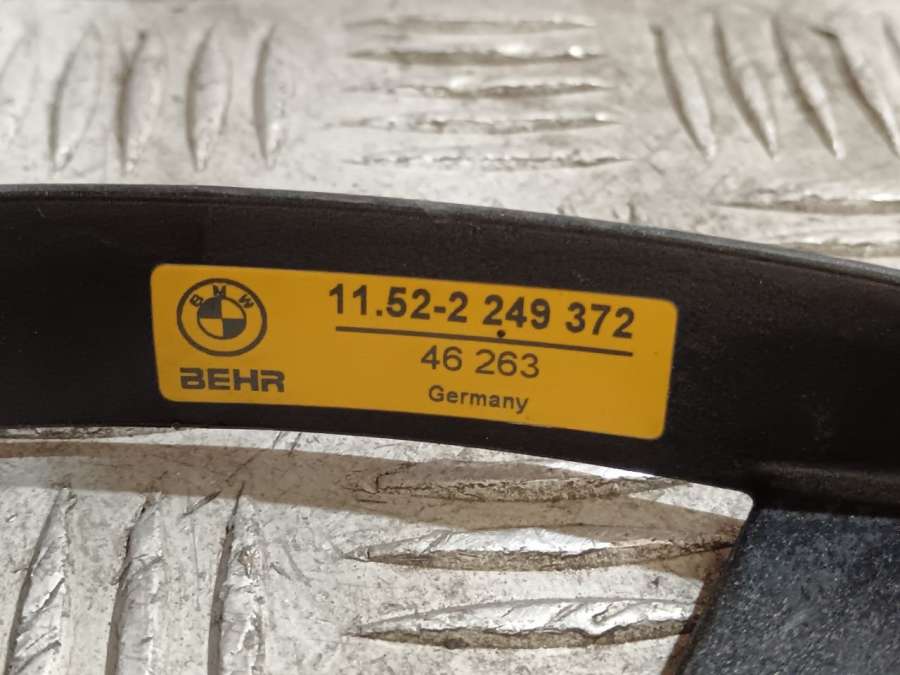 BMW
11.52-2 249 372
46 263
BEHR
Germany